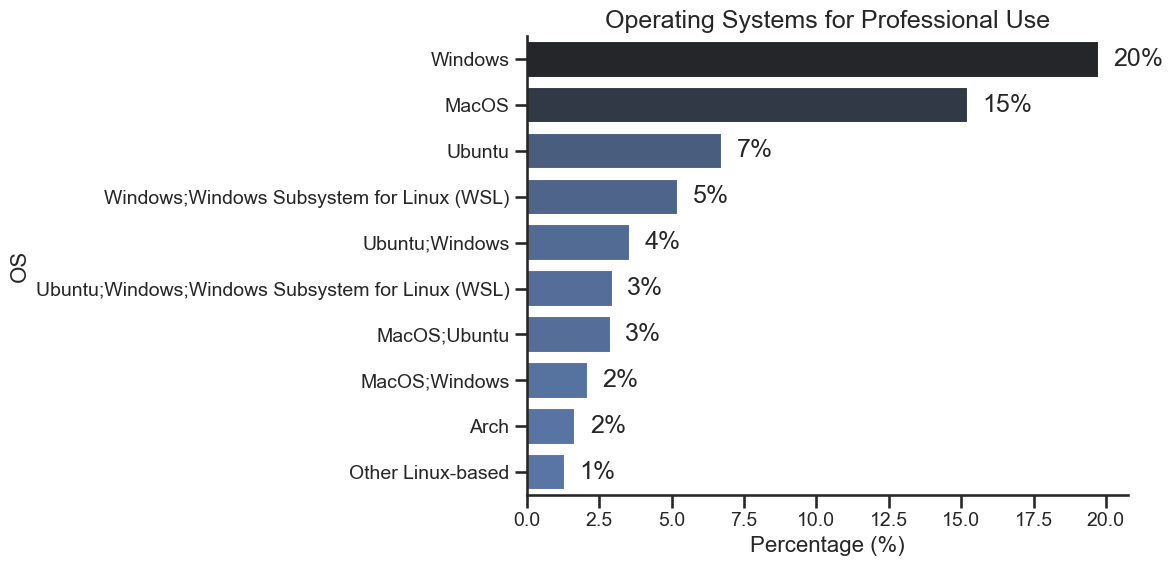 Operating Systems for Professional Use
Windows 20%
MacOS 15%
Ubuntu 7%
Windows;Windows Subsystem for Linux (WSL) 5%
Ubuntu;Windows 4%
Ubuntu;Windows;Windows Subsystem for Linux (WSL) 3%
MacOS;Ubuntu 3%
MacOS;Windows 2%
Arch 2%
Other Linux-based 1%
OS
0.0 2.5 5.0 7.5 10.0 12.5 15.0 17.5 20.0
Percentage (%)